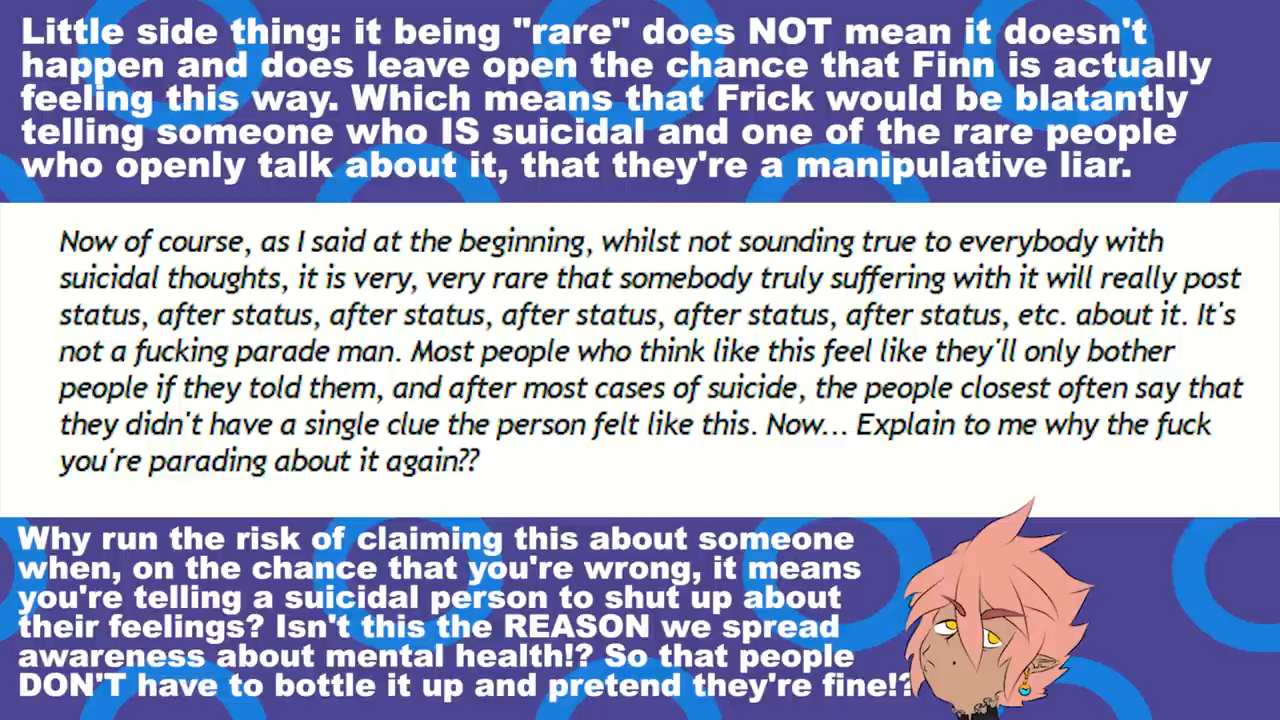 Little side thing: it being "rare" does NOT mean it doesn't
happen and does leave open the chance that Finn is actually
feeling this way. Which means that Frick would be blatantly
telling someone who IS suicidal and one of the rare people
who openly talk about it, that they're a manipulative liar.
Now of course, as I said at the beginning, whilst not sounding true to everybody with
suicidal thoughts, it is very, very rare that somebody truly suffering with it will really post
status, after status, after status, after status, after status, after status, etc. about it. It's
not a fucking parade man. Most people who think like this feel like they'll only bother
people if they told them, and after most cases of suicide, the people closest often say that
they didn't have a single clue the person felt like this. Now... Explain to me why the fuck
you're parading about it again??
Why run the risk of claiming this about someone
when, on the chance that you're wrong, it means
you're telling a suicidal person to shut up about
their feelings? Isn't this the REASON we spread
awareness about mental health!? So that people
DON'T have to bottle it up and pretend they're fine!?